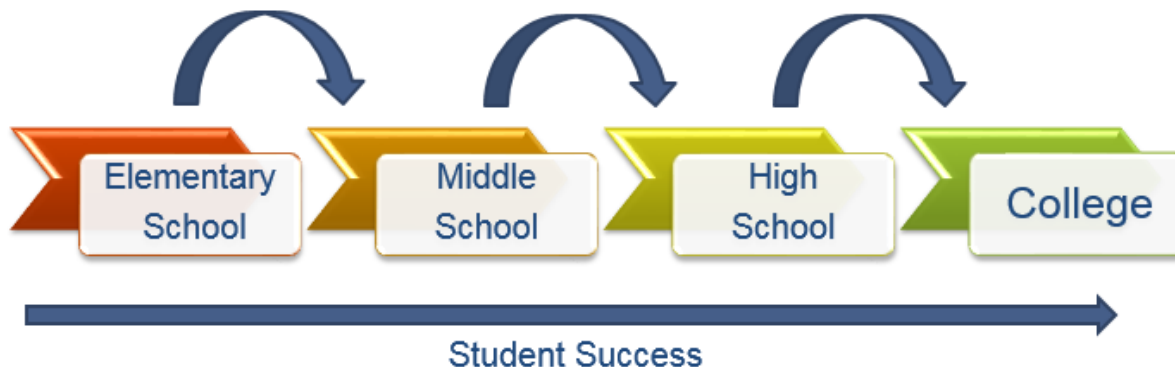 Elementary
School
Middle
School
High
School
College
Student Success